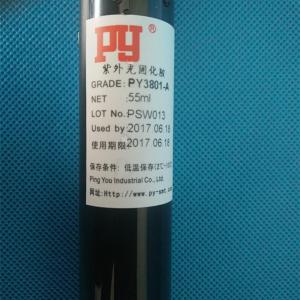 PY®
紫外光固化胶
GRADE: PY3801-A
NET :55ml
LOT No.:PSW013
Used by:2017 06.18
使用期限:2017 06.18
保存条件: 低温保存(2℃~
Ping You Industrial Co., Ltd.
网址:Http://www.py-smt.